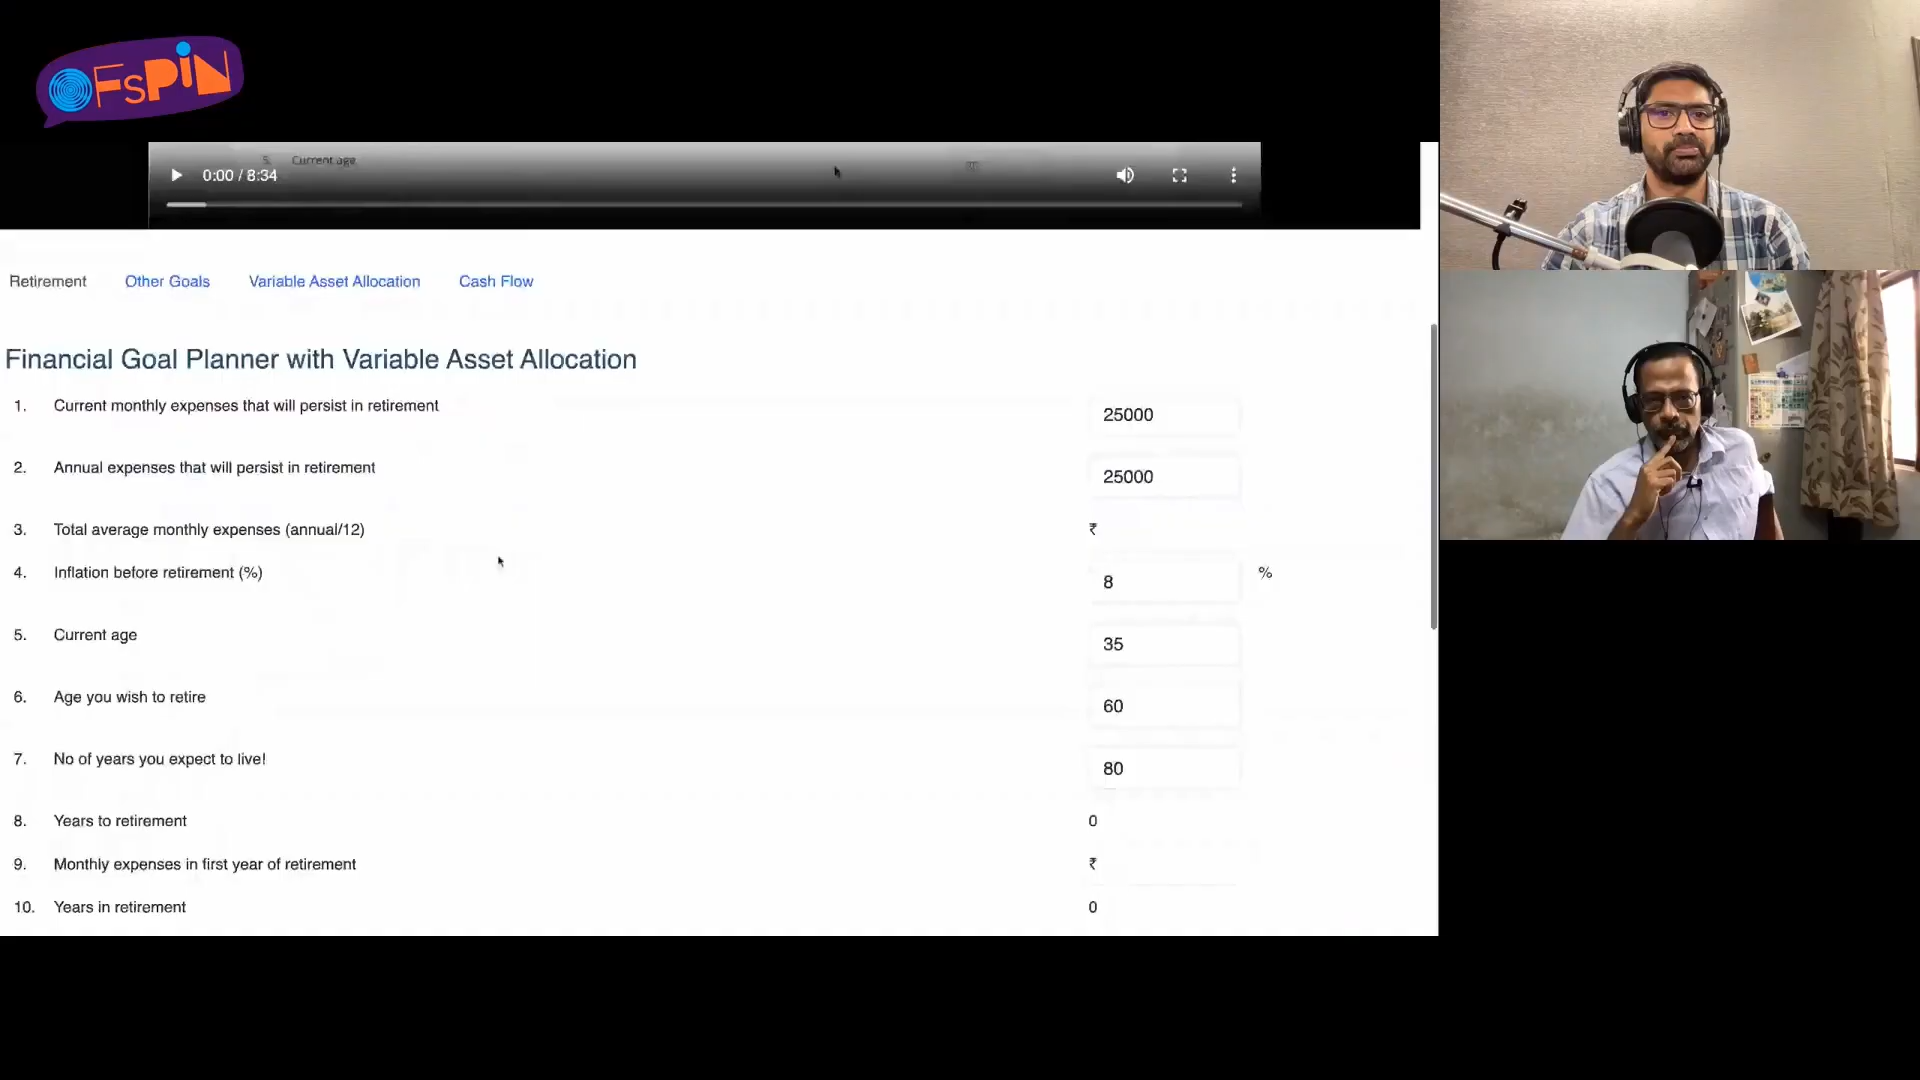 OFsPiN
5. Current age
0:00 / 8:34
Retirement Other Goals Variable Asset Allocation Cash Flow
Financial Goal Planner with Variable Asset Allocation
1. Current monthly expenses that will persist in retirement 25000
2. Annual expenses that will persist in retirement 25000
3. Total average monthly expenses (annual/12) ₹
4. Inflation before retirement (%) 8 %
5. Current age 35
6. Age you wish to retire 60
7. No of years you expect to live! 80
8. Years to retirement 0
9. Monthly expenses in first year of retirement ₹
10. Years in retirement 0